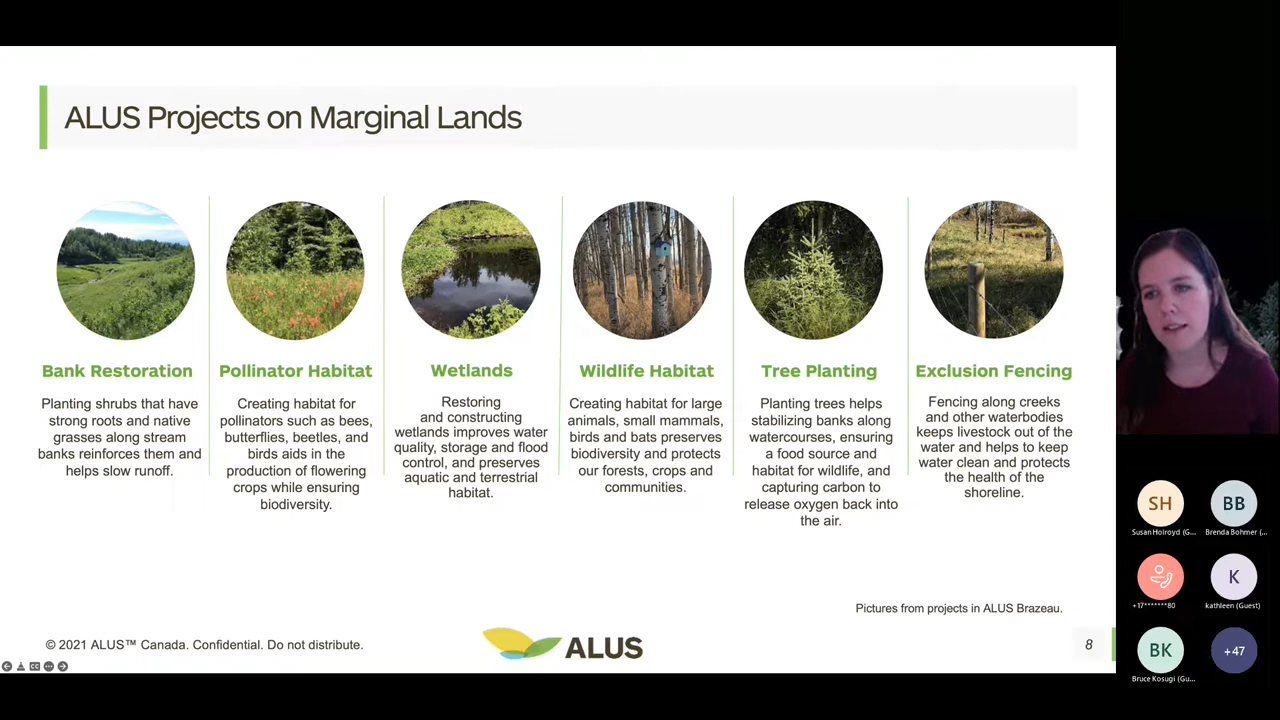 ALUS Projects on Marginal Lands
Bank Restoration
Planting shrubs that have
strong roots and native
grasses along stream
banks reinforces them and
helps slow runoff.
Pollinator Habitat
Creating habitat for
pollinators such as bees,
butterflies, beetles, and
birds aids in the
production of flowering
crops while ensuring
biodiversity.
Wetlands
Restoring
and constructing
wetlands improves water
quality, storage and flood
control, and preserves
aquatic and terrestrial
habitat.
Wildlife Habitat
Creating habitat for large
animals, small mammals,
birds and bats preserves
biodiversity and protects
our forests, crops and
communities.
Tree Planting
Planting trees helps
stabilizing banks along
watercourses, ensuring
a food source and
habitat for wildlife, and
capturing carbon to
release oxygen back into
the air.
Exclusion Fencing
Fencing along creeks
and other waterbodies
keeps livestock out of the
water and helps to keep
water clean and protects
the health of the
shoreline.
Pictures from projects in ALUS Brazeau.
© 2021 ALUS™ Canada. Confidential. Do not distribute.
ALUS
8
SH
Susan Holroyd (G...
BB
Brenda Bohmer (...
+17*******80
K
kathleen (Guest)
BK
Bruce Kosugi (Gu...
+47